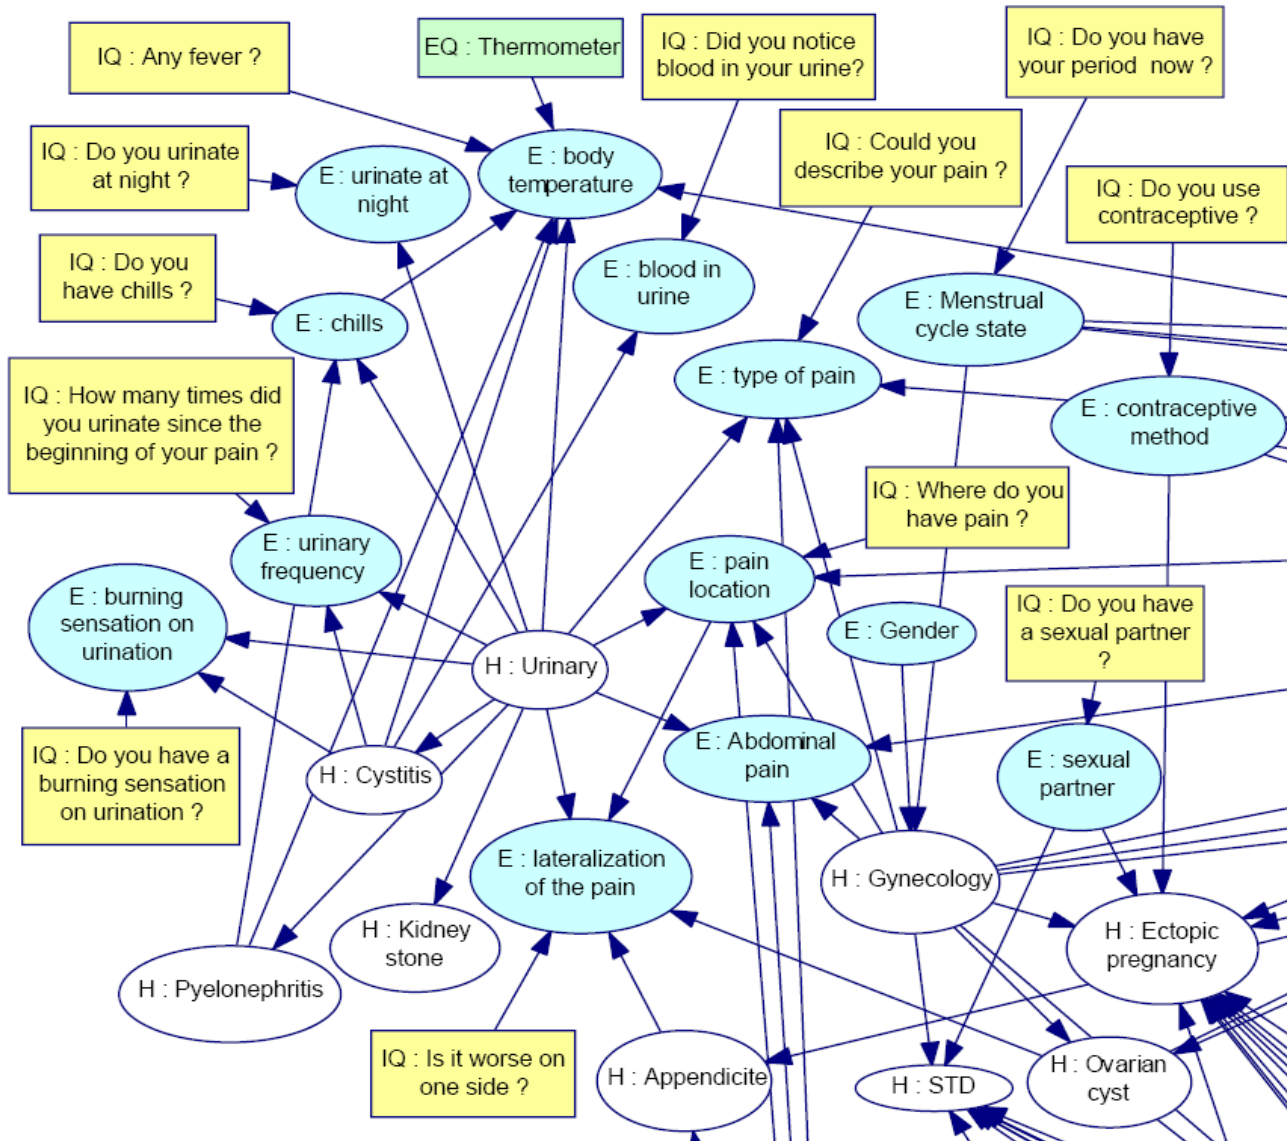 IQ : Any fever ?
EQ : Thermometer
IQ : Did you notice
blood in your urine?
IQ : Do you have
your period now ?
IQ : Do you urinate
at night ?
E : urinate at
night
E : body
temperature
IQ : Could you
describe your pain ?
IQ : Do you use
contraceptive ?
IQ : Do you
have chills ?
E : chills
E : blood in
urine
E : Menstrual
cycle state
E : type of pain
E : contraceptive
method
IQ : How many times did
you urinate since the
beginning of your pain ?
IQ : Where do you
have pain ?
E : urinary
frequency
E : pain
location
E : burning
sensation on
urination
E : Gender
IQ : Do you have
a sexual partner
?
H : Urinary
IQ : Do you have a
burning sensation
on urination ?
H : Cystitis
E : Abdominal
pain
E : sexual
partner
E : lateralization
of the pain
H : Gynecology
H : Kidney
stone
H : Ectopic
pregnancy
H : Pyelonephritis
IQ : Is it worse on
one side ?
H : Appendicite
H : STD
H : Ovarian
cyst